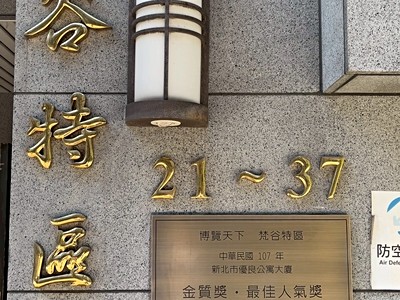 谷特區
21～37
博覽天下　梵谷特區
中華民國 107 年
新北市優良公寓大廈
金質獎・最佳人氣獎
防空
Air Defe